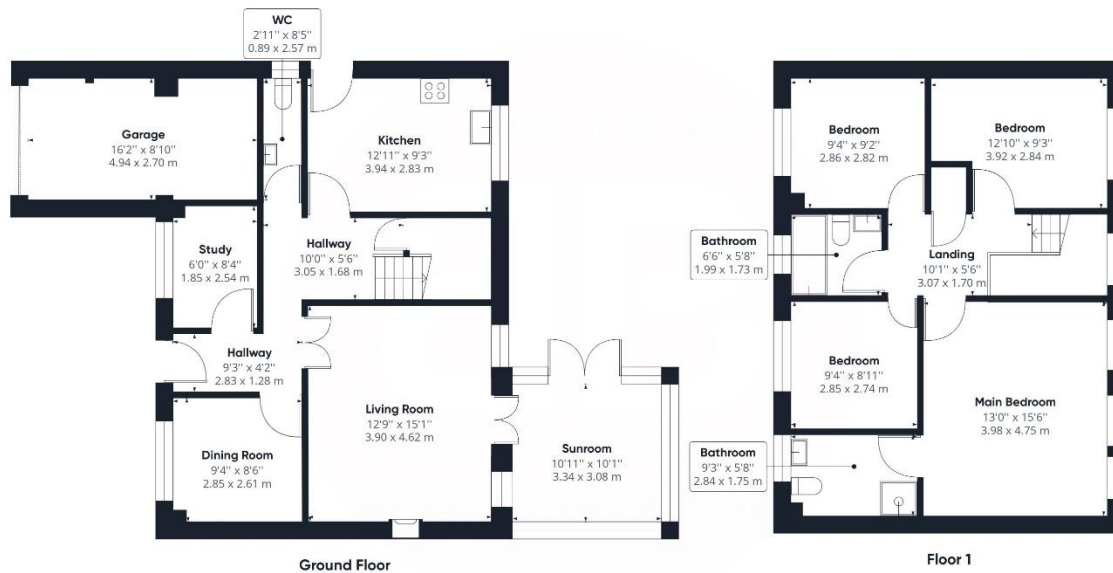 WC
2'11" x 8'5"
0.89 x 2.57 m
Garage
16'2" x 8'10"
4.94 x 2.70 m
Kitchen
12'11" x 9'3"
3.94 x 2.83 m
Study
6'0" x 8'4"
1.85 x 2.54 m
Hallway
10'0" x 5'6"
3.05 x 1.68 m
Hallway
9'3" x 4'2"
2.83 x 1.28 m
Living Room
12'9" x 15'1"
3.90 x 4.62 m
Dining Room
9'4" x 8'6"
2.85 x 2.61 m
Sunroom
10'11" x 10'1"
3.34 x 3.08 m
Ground Floor
Bedroom
9'4" x 9'2"
2.86 x 2.82 m
Bedroom
12'10" x 9'3"
3.92 x 2.84 m
Bathroom
6'6" x 5'8"
1.99 x 1.73 m
Landing
10'1" x 5'6"
3.07 x 1.70 m
Bedroom
9'4" x 8'11"
2.85 x 2.74 m
Main Bedroom
13'0" x 15'6"
3.98 x 4.75 m
Bathroom
9'3" x 5'8"
2.84 x 1.75 m
Floor 1